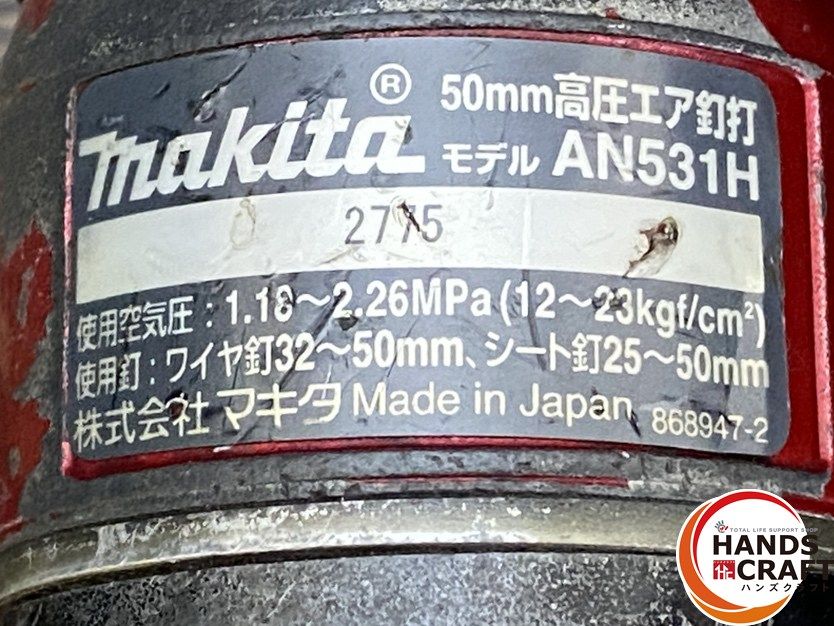 makita® 50mm高圧エア釘打
モデル AN531H
2775
使用空気圧：1.18～2.26MPa(12～23kgf/cm²)
使用釘：ワイヤ釘32～50mm、シート釘25～50mm
株式会社 マキタ Made in Japan 868947-2
TOTAL LIFE SUPPORT SHOP
HANDS
CRAFT
ハンズクラフト